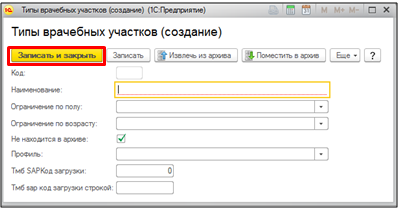 Типы врачебных участков (создание) (1С:Предприятие)
M M+ M-
Типы врачебных участков (создание)
Записать и закрыть Записать Извлечь из архива Поместить в архив Еще ?
Код:
Наименование:
Ограничение по полу:
Ограничение по возрасту:
Не находится в архиве:
Профиль:
Тмб SAPКод загрузки: 0
Тмб sap код загрузки строкой: